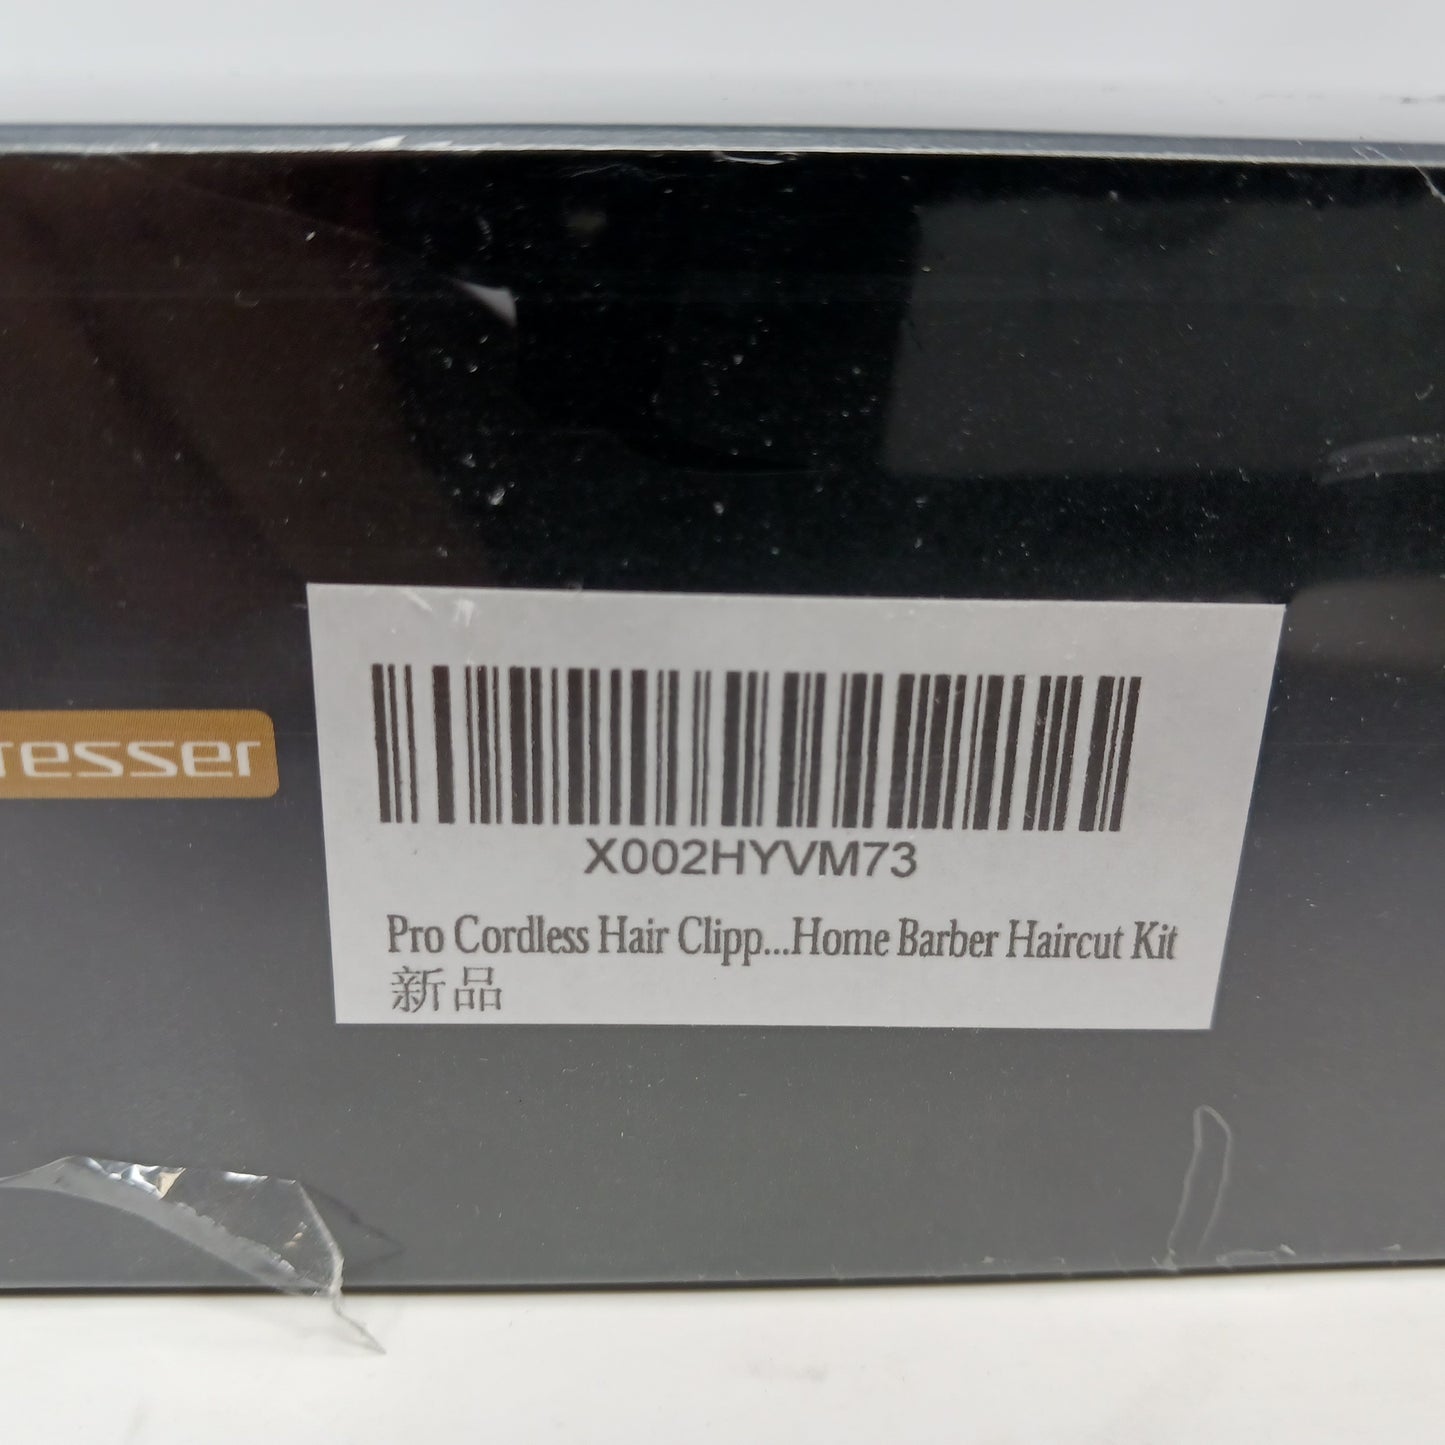 resser
X002HYVM73
Pro Cordless Hair Clipp...Home Barber Haircut Kit
新品